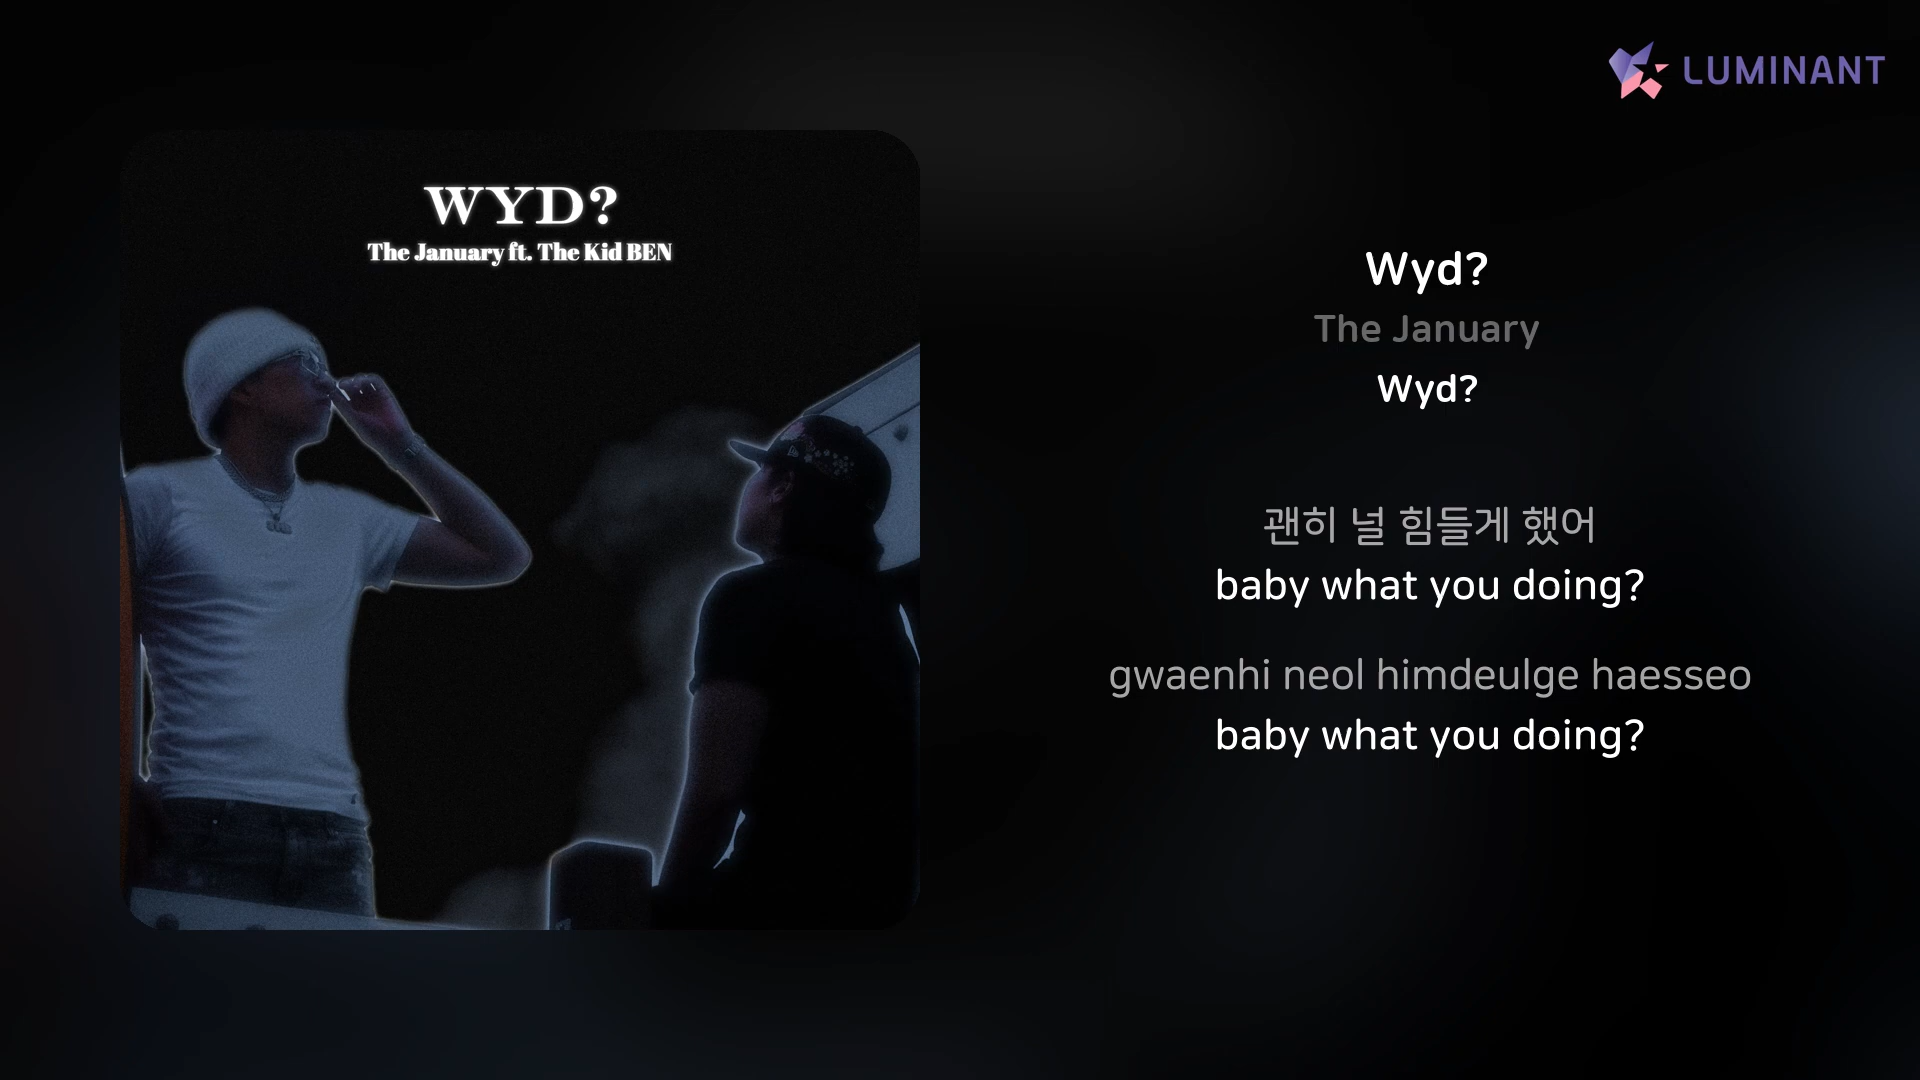 LUMINANT
WYD?
The January ft. The Kid BEN
Wyd?
The January
Wyd?
괜히 널 힘들게 했어
baby what you doing?
gwaenhi neol himdeulge haesseo
baby what you doing?